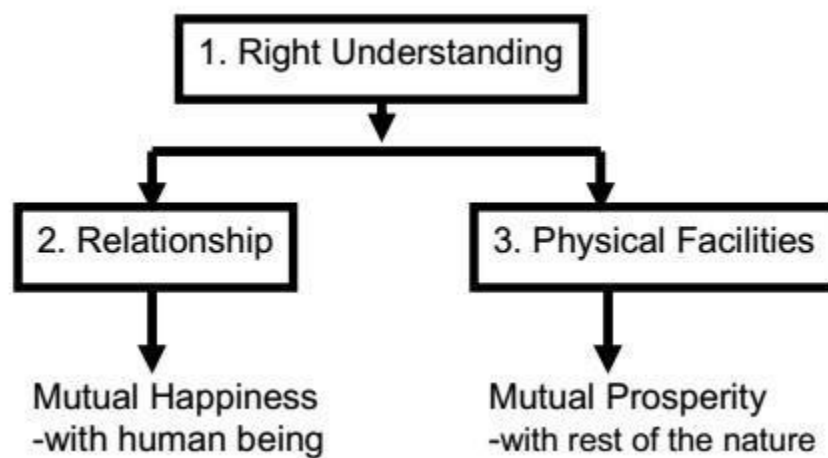 1. Right Understanding
2. Relationship
3. Physical Facilities
Mutual Happiness
-with human being
Mutual Prosperity
-with rest of the nature